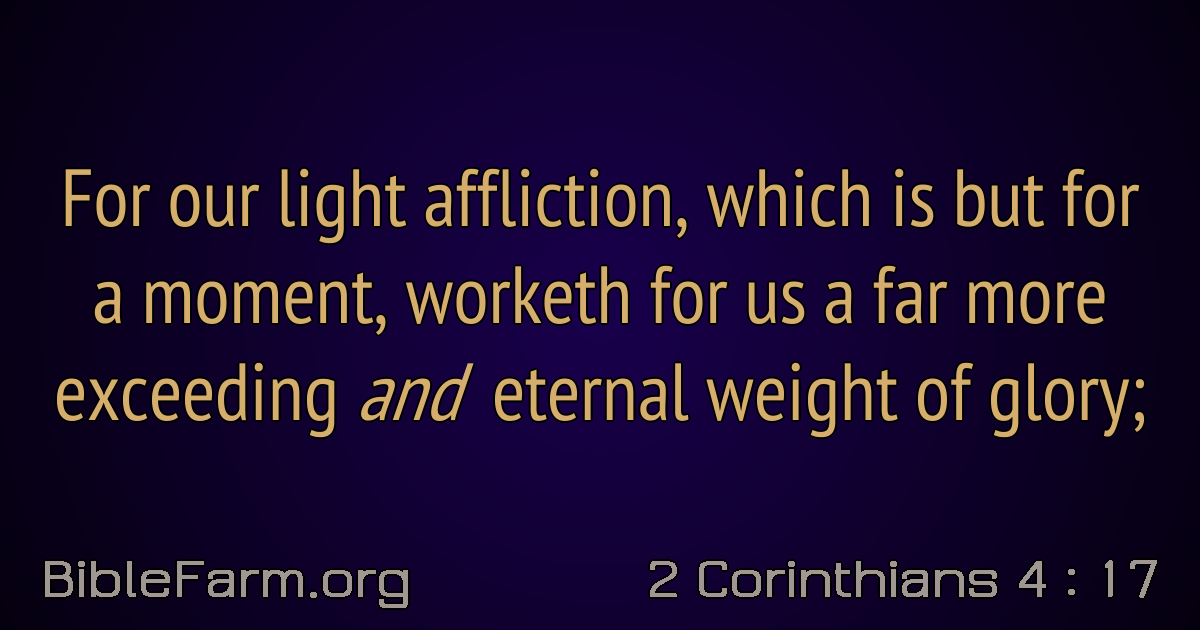 For our light affliction, which is but for
a moment, worketh for us a far more
exceeding and eternal weight of glory;
BibleFarm.org
2 Corinthians 4 : 17